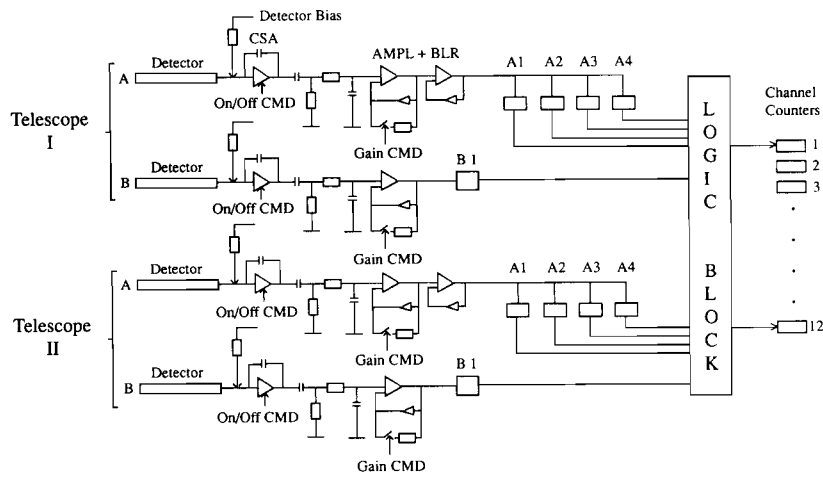 Detector Bias
CSA
Detector
A
On/Off CMD
AMPL + BLR
Gain CMD
A1 A2 A3 A4
Telescope
I
Detector
B
On/Off CMD
Gain CMD
B 1
Detector
A
On/Off CMD
Gain CMD
A1 A2 A3 A4
Telescope
II
Detector
B
On/Off CMD
Gain CMD
B 1
L
O
G
I
C
B
L
O
C
K
Channel
Counters
1
2
3
12